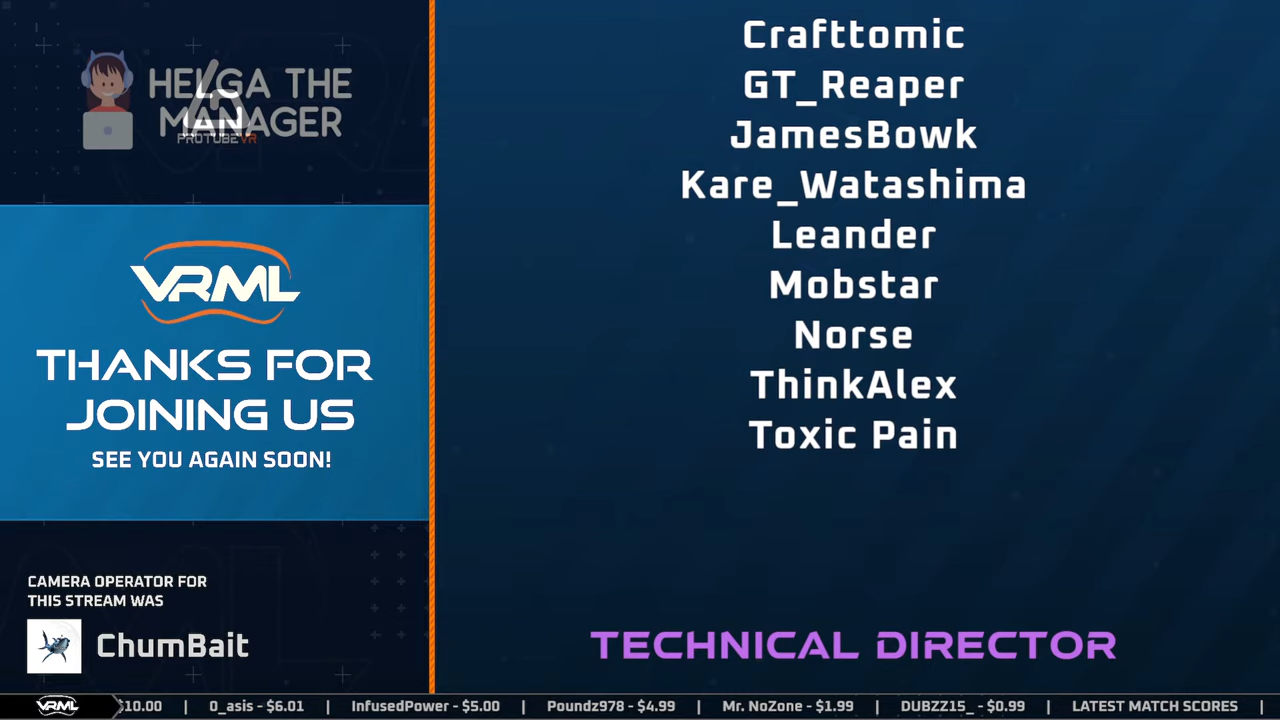 HELGA THE
MANAGER
PROTUBEVR
VRML
THANKS FOR
JOINING US
SEE YOU AGAIN SOON!
CAMERA OPERATOR FOR
THIS STREAM WAS
ChumBait
Crafttomic
GT_Reaper
JamesBowk
Kare_Watashima
Leander
Mobstar
Norse
ThinkAlex
Toxic Pain
TECHNICAL DIRECTOR
VRML $10.00 | O_asis - $6.01 | InfusedPower - $5.00 | Poundz978 - $4.99 | Mr. NoZone - $1.99 | DUBZZ15_ - $0.99 | LATEST MATCH SCORES |